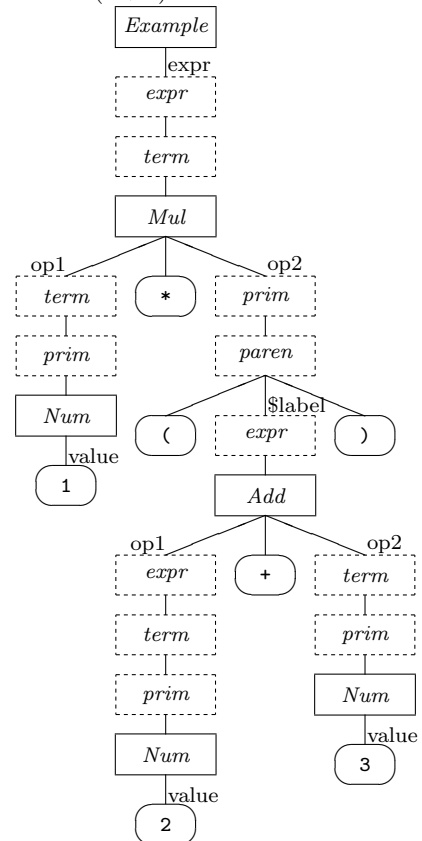 Example
expr
expr
term
Mul
op1
op2
term
*
prim
prim
paren
Num
$label
(
expr
)
value
1
Add
op1
op2
expr
+
term
term
prim
prim
Num
Num
value
3
value
2